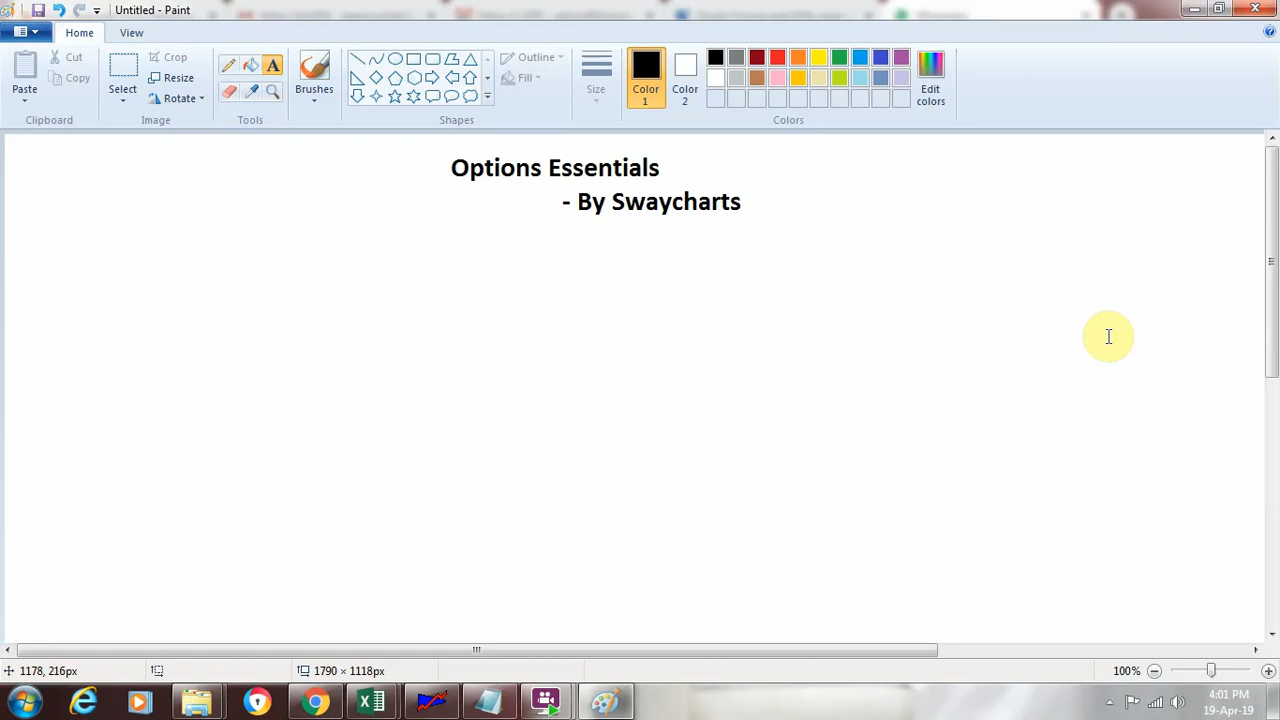 Untitled - Paint
Home
View
Paste
Cut
Copy
Clipboard
Select
Crop
Resize
Rotate
Image
A
Tools
Brushes
Outline
Fill
Shapes
Size
Color 1
Color 2
Edit colors
Colors
Options Essentials
- By Swaycharts
1178, 216px
1790 × 1118px
100%
4:01 PM
19-Apr-19